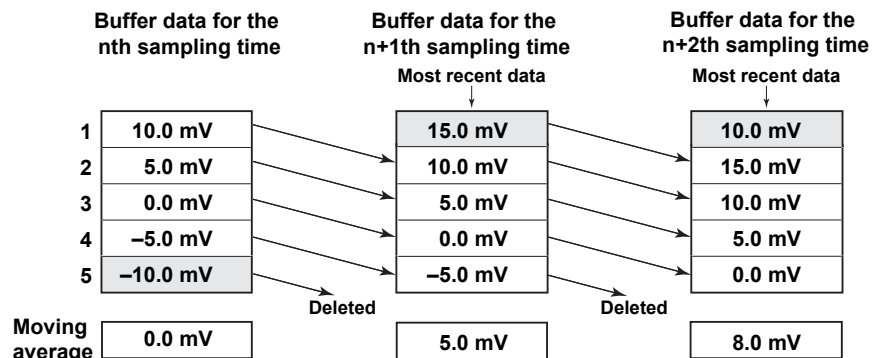 Buffer data for the
nth sampling time
Buffer data for the
n+1th sampling time
Buffer data for the
n+2th sampling time
Most recent data
Most recent data
1 10.0 mV 15.0 mV 10.0 mV
2 5.0 mV 10.0 mV 15.0 mV
3 0.0 mV 5.0 mV 10.0 mV
4 –5.0 mV 0.0 mV 5.0 mV
5 –10.0 mV –5.0 mV 0.0 mV
Deleted Deleted
Moving
average 0.0 mV 5.0 mV 8.0 mV